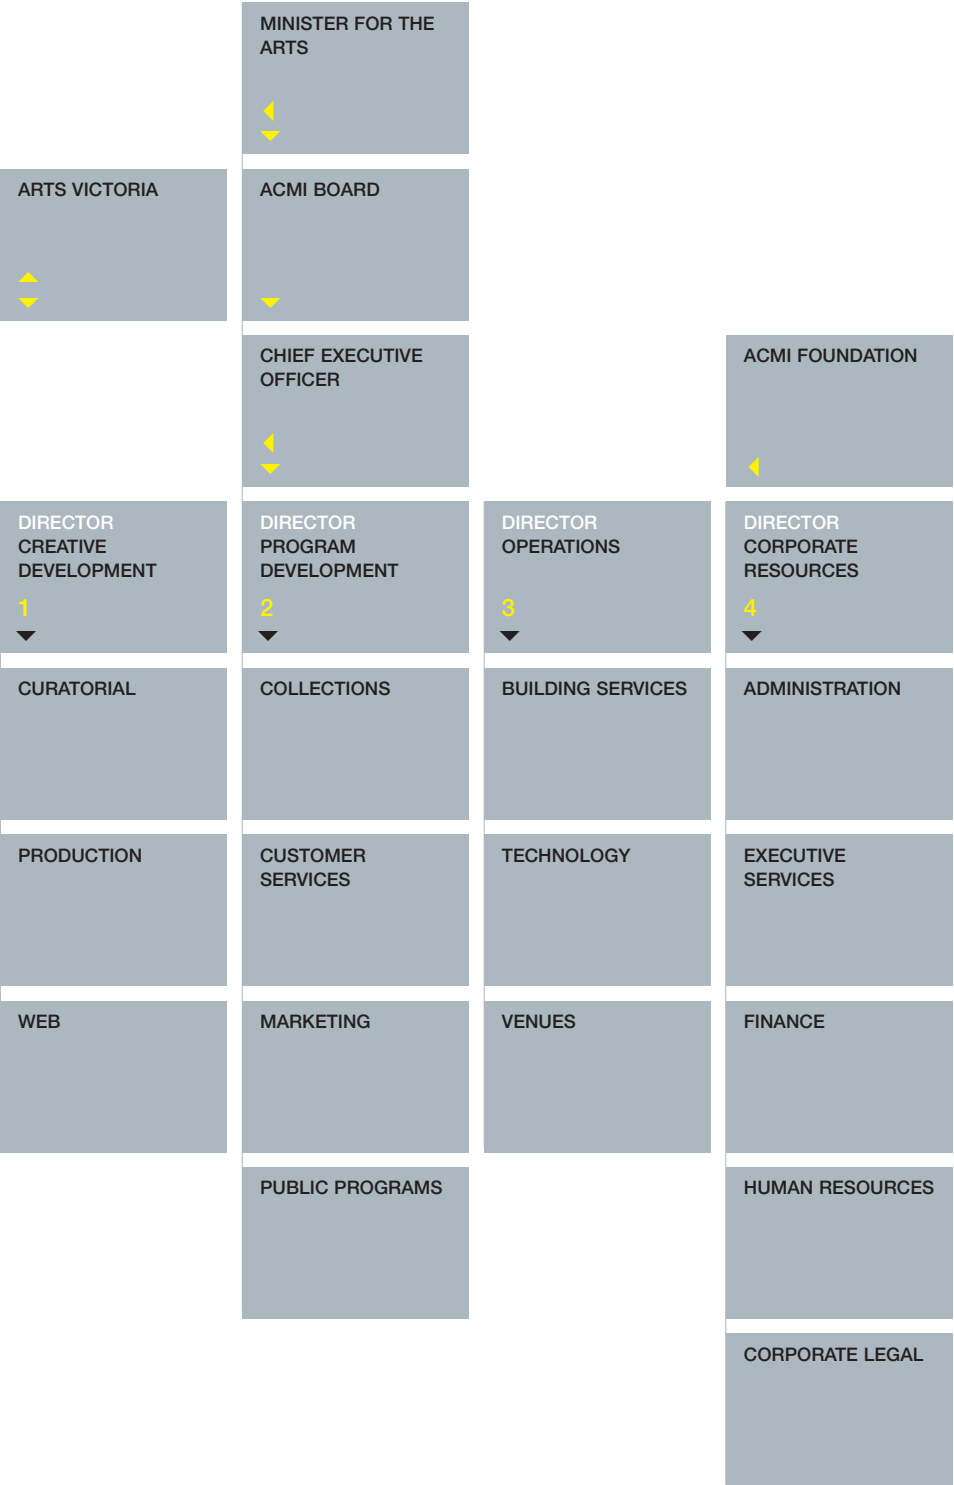 MINISTER FOR THE
ARTS
ARTS VICTORIA
ACMI BOARD
CHIEF EXECUTIVE
OFFICER
ACMI FOUNDATION
DIRECTOR
CREATIVE
DEVELOPMENT
1
DIRECTOR
PROGRAM
DEVELOPMENT
2
DIRECTOR
OPERATIONS
3
DIRECTOR
CORPORATE
RESOURCES
4
CURATORIAL
COLLECTIONS
BUILDING SERVICES
ADMINISTRATION
PRODUCTION
CUSTOMER
SERVICES
TECHNOLOGY
EXECUTIVE
SERVICES
WEB
MARKETING
VENUES
FINANCE
PUBLIC PROGRAMS
HUMAN RESOURCES
CORPORATE LEGAL